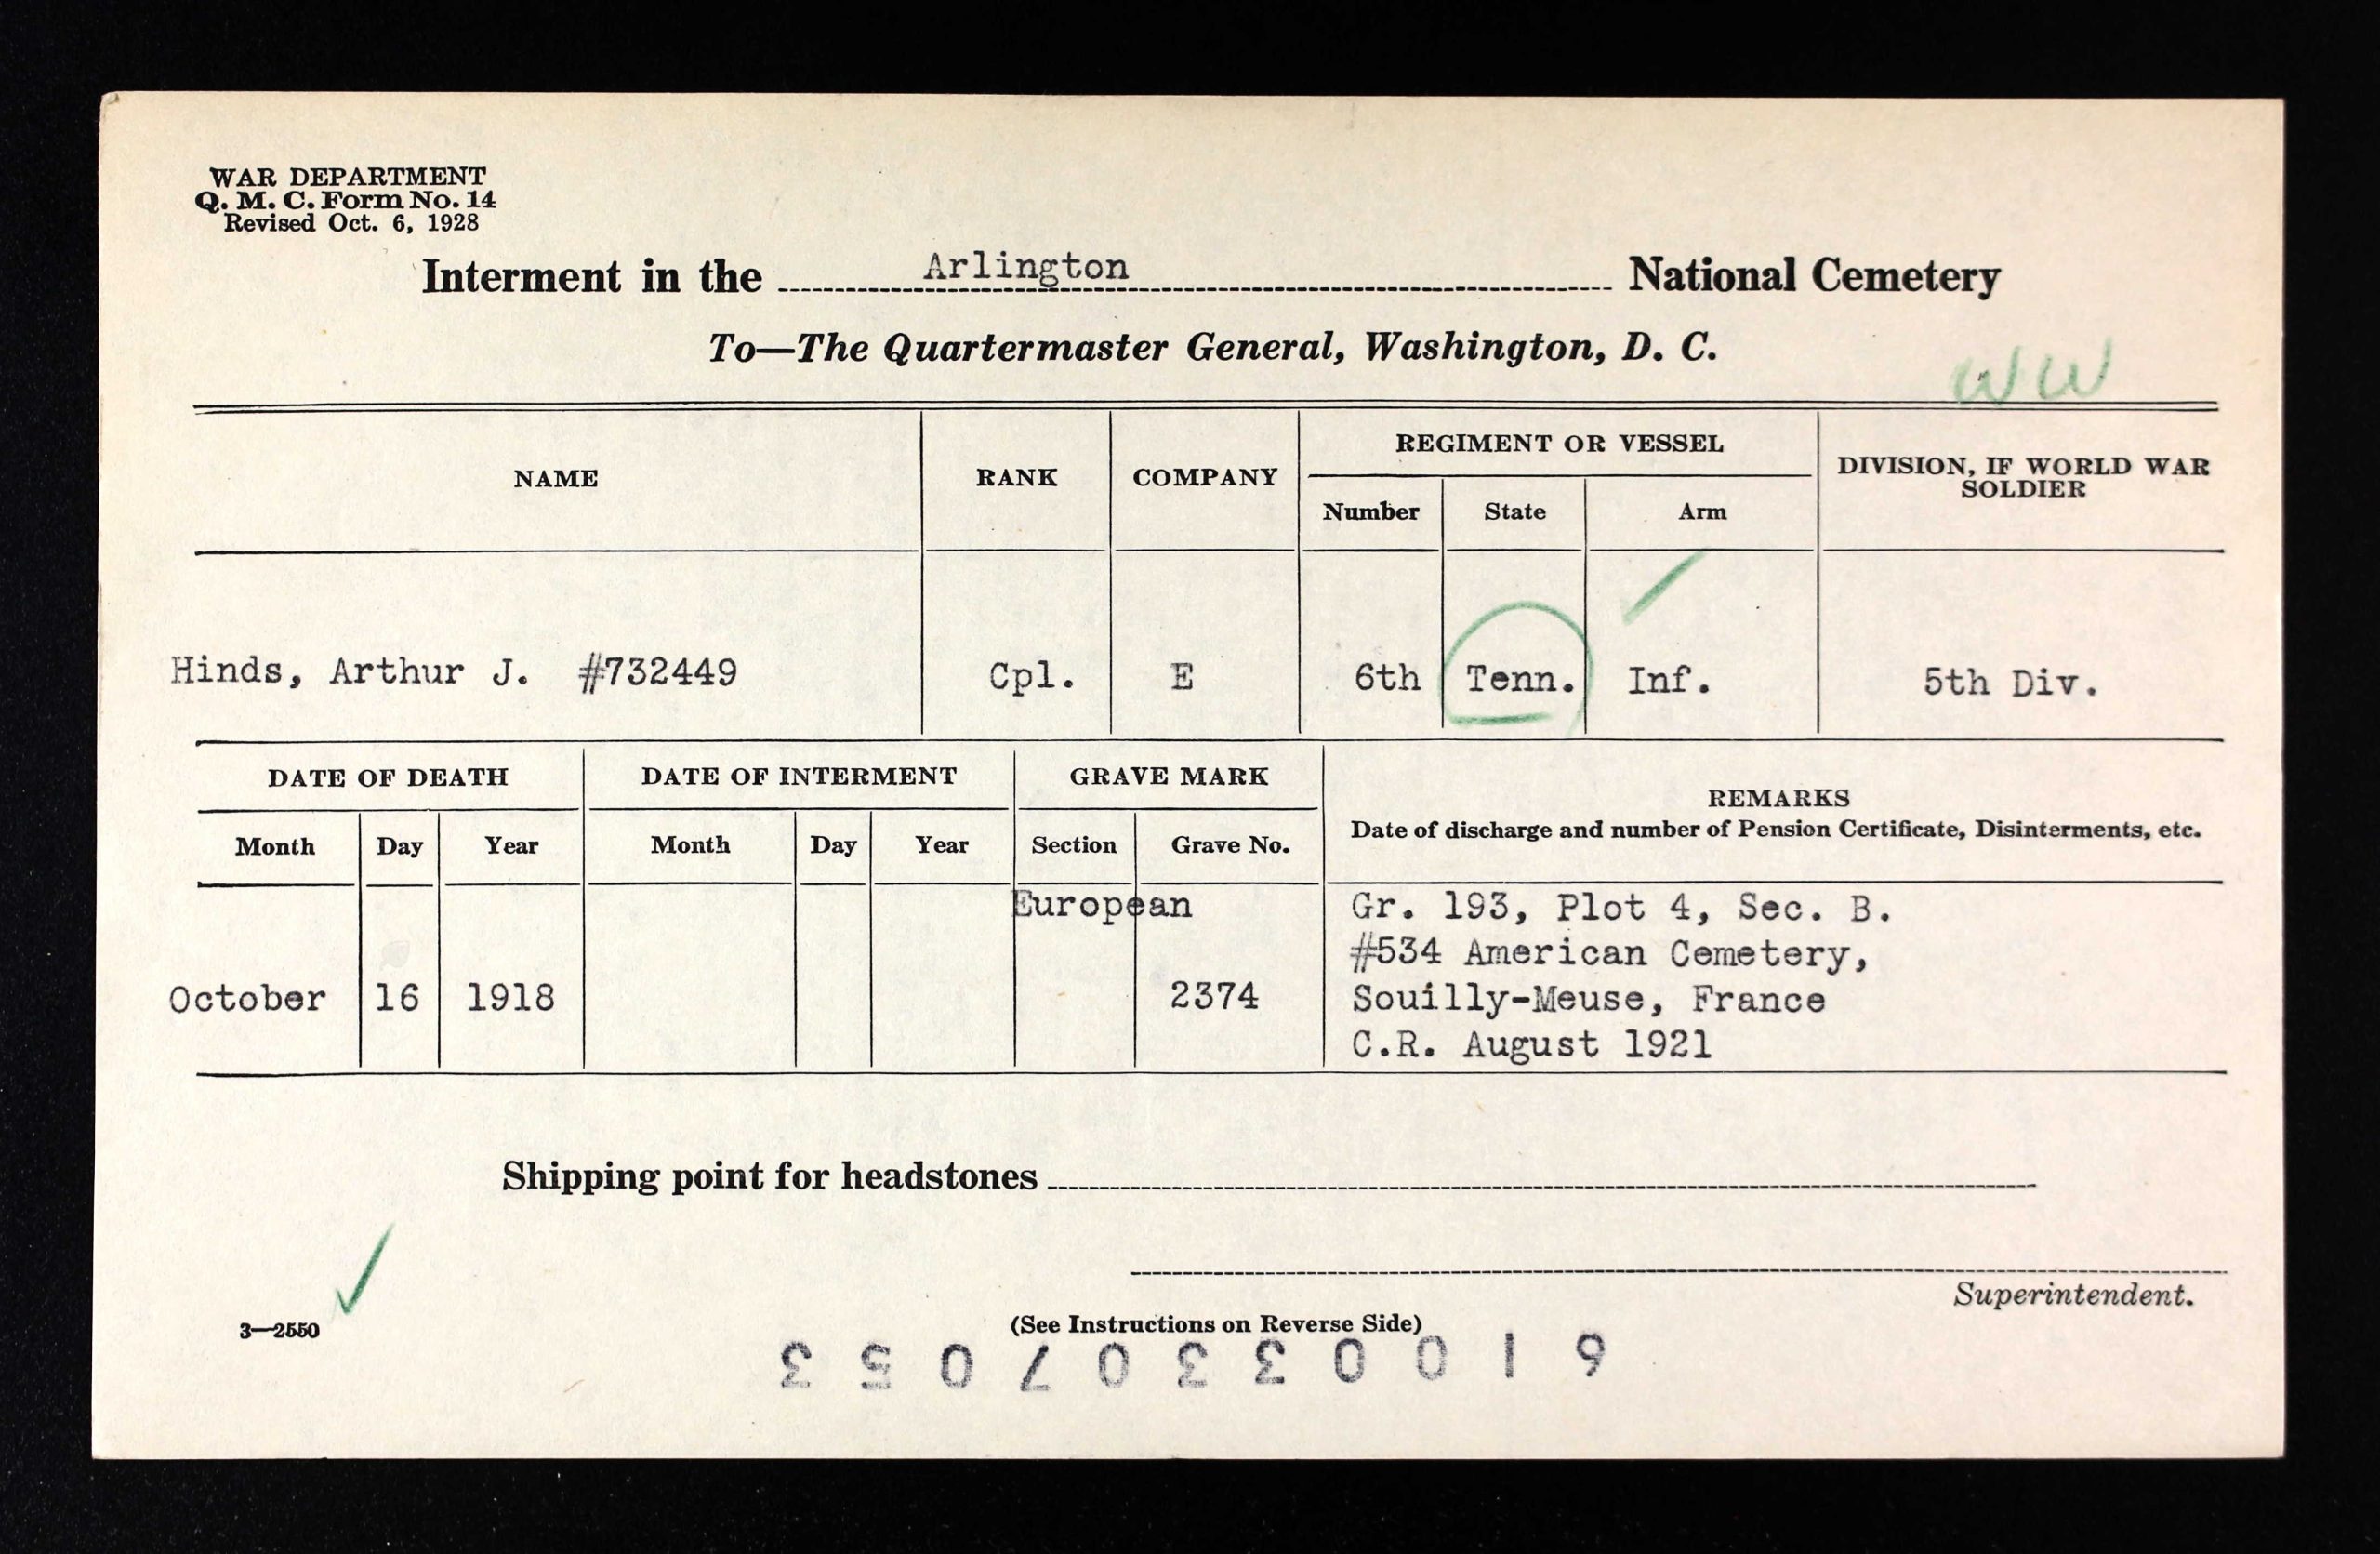 WAR DEPARTMENT
Q. M. C. Form No. 14
Revised Oct. 6, 1928
Interment in the Arlington National Cemetery
To—The Quartermaster General, Washington, D. C.
WW
NAME
RANK
COMPANY
REGIMENT OR VESSEL
Number
State
Arm
DIVISION, IF WORLD WAR
SOLDIER
Hinds, Arthur J. #732449
Cpl.
E
6th
Tenn.
Inf.
5th Div.
DATE OF DEATH
Month
Day
Year
DATE OF INTERMENT
Month
Day
Year
GRAVE MARK
Section
Grave No.
REMARKS
Date of discharge and number of Pension Certificate, Disinterments, etc.
October
16
1918
European
2374
Gr. 193, Plot 4, Sec. B.
#534 American Cemetery,
Souilly-Meuse, France
C.R. August 1921
Shipping point for headstones
Superintendent.
3—2550
(See Instructions on Reverse Side)
61003307053